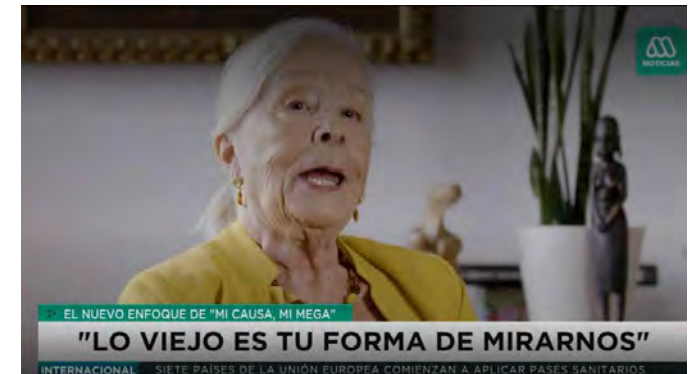 NOTICIAS
EL NUEVO ENFOQUE DE "MI CAUSA, MI MEGA"
"LO VIEJO ES TU FORMA DE MIRARNOS"
INTERNACIONAL SIETE PAÍSES DE LA UNIÓN EUROPEA COMIENZAN A APLICAR PASES SANITARIOS